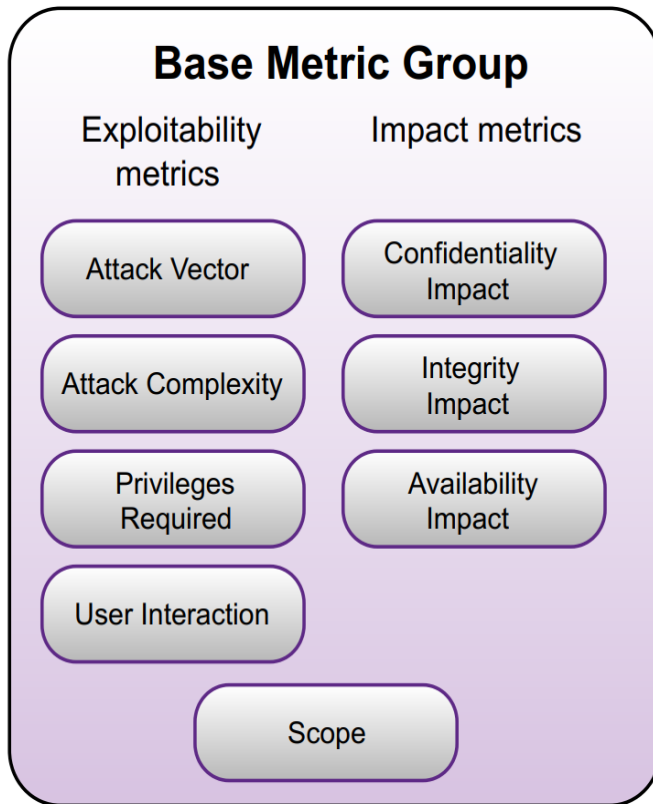 Base Metric Group
Exploitability
metrics
Impact metrics
Attack Vector
Attack Complexity
Privileges
Required
User Interaction
Confidentiality
Impact
Integrity
Impact
Availability
Impact
Scope